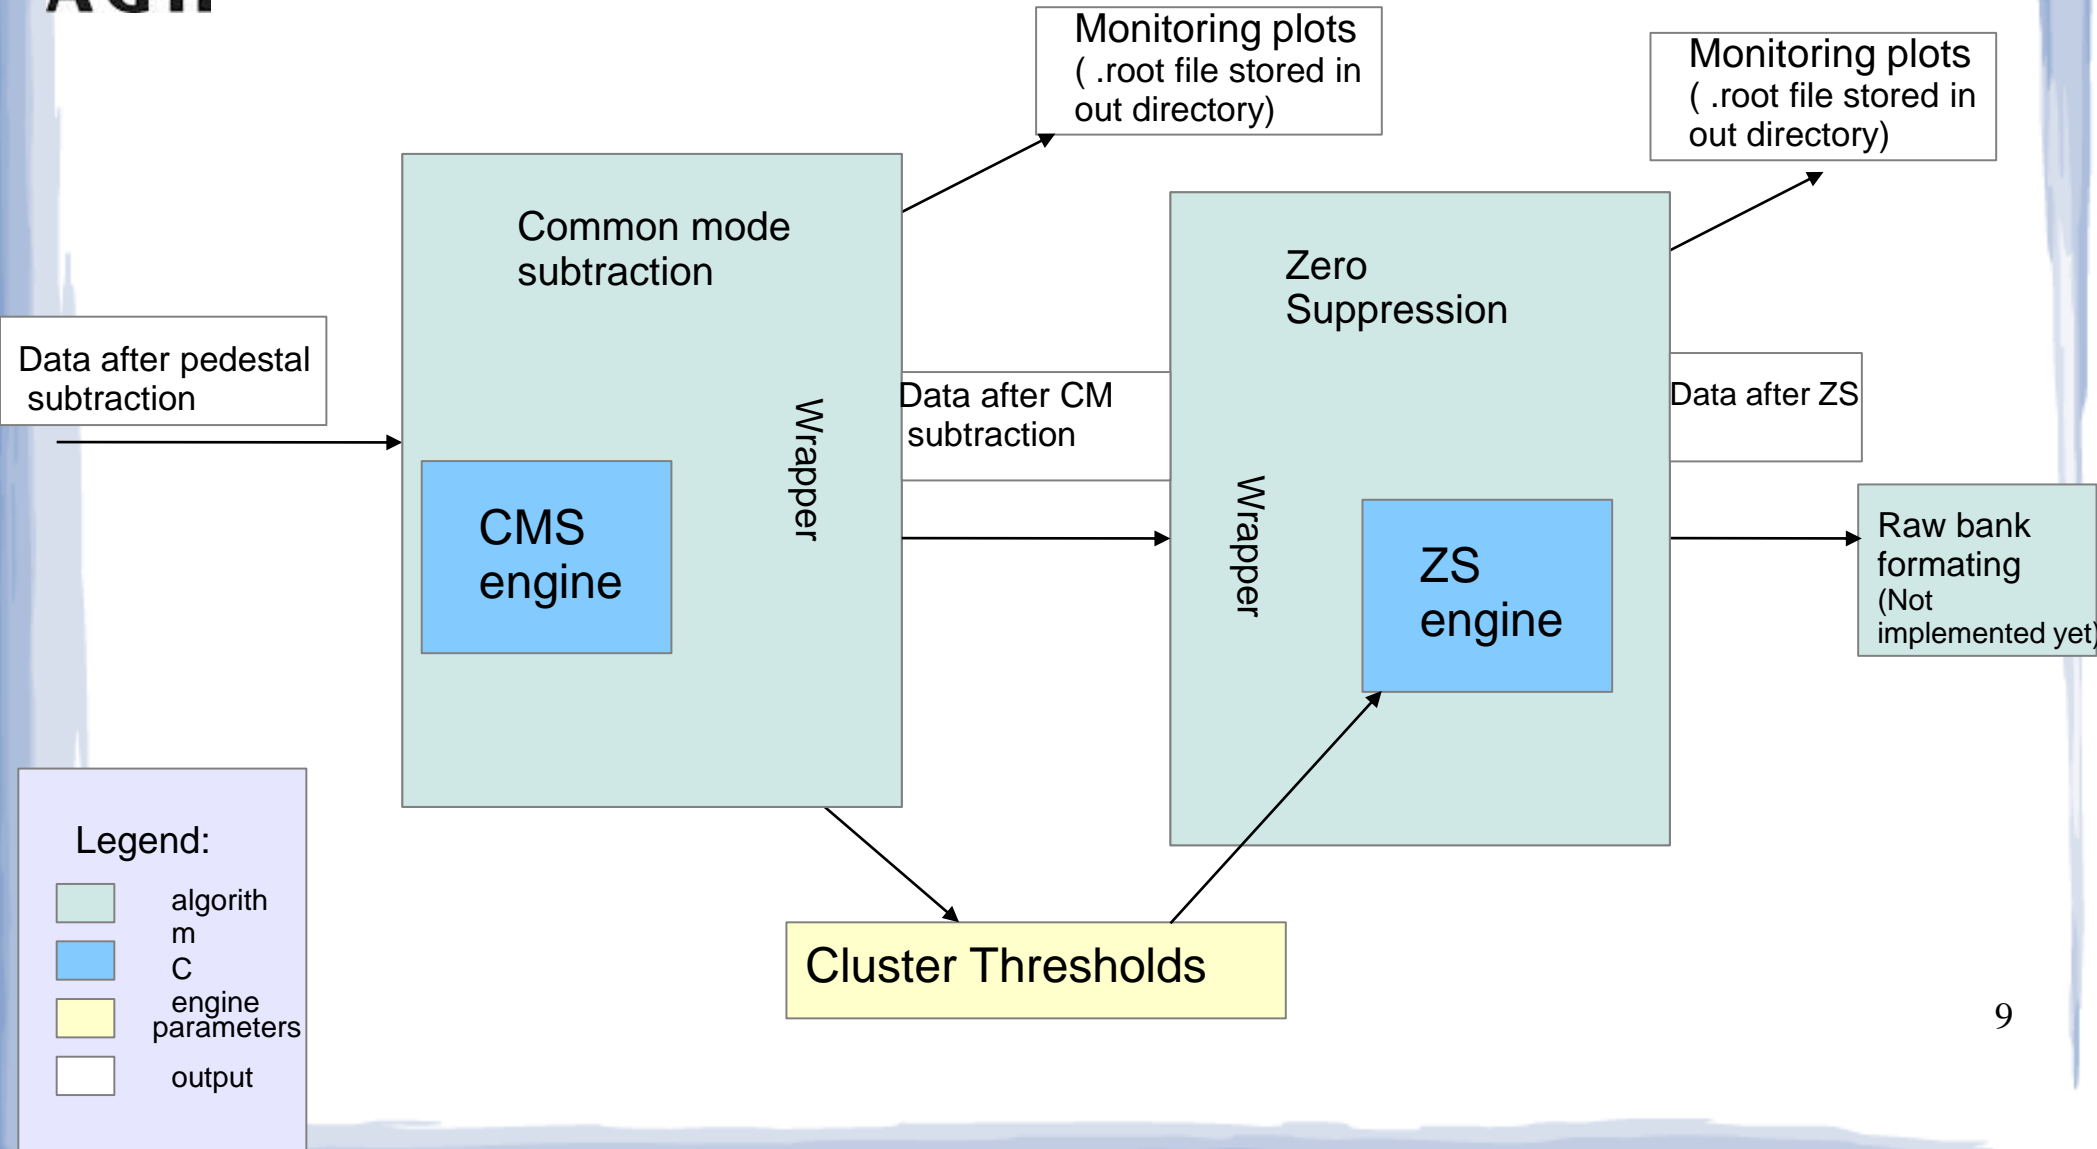 Monitoring plots
( .root file stored in
out directory)
Monitoring plots
( .root file stored in
out directory)
Common mode
subtraction
Zero
Suppression
Data after pedestal
subtraction
Wrapper
Data after CM
subtraction
Wrapper
Data after ZS
CMS
engine
ZS
engine
Raw bank
formating
(Not
implemented yet)
Legend:
algorith
m
C
engine
parameters
output
Cluster Thresholds
9